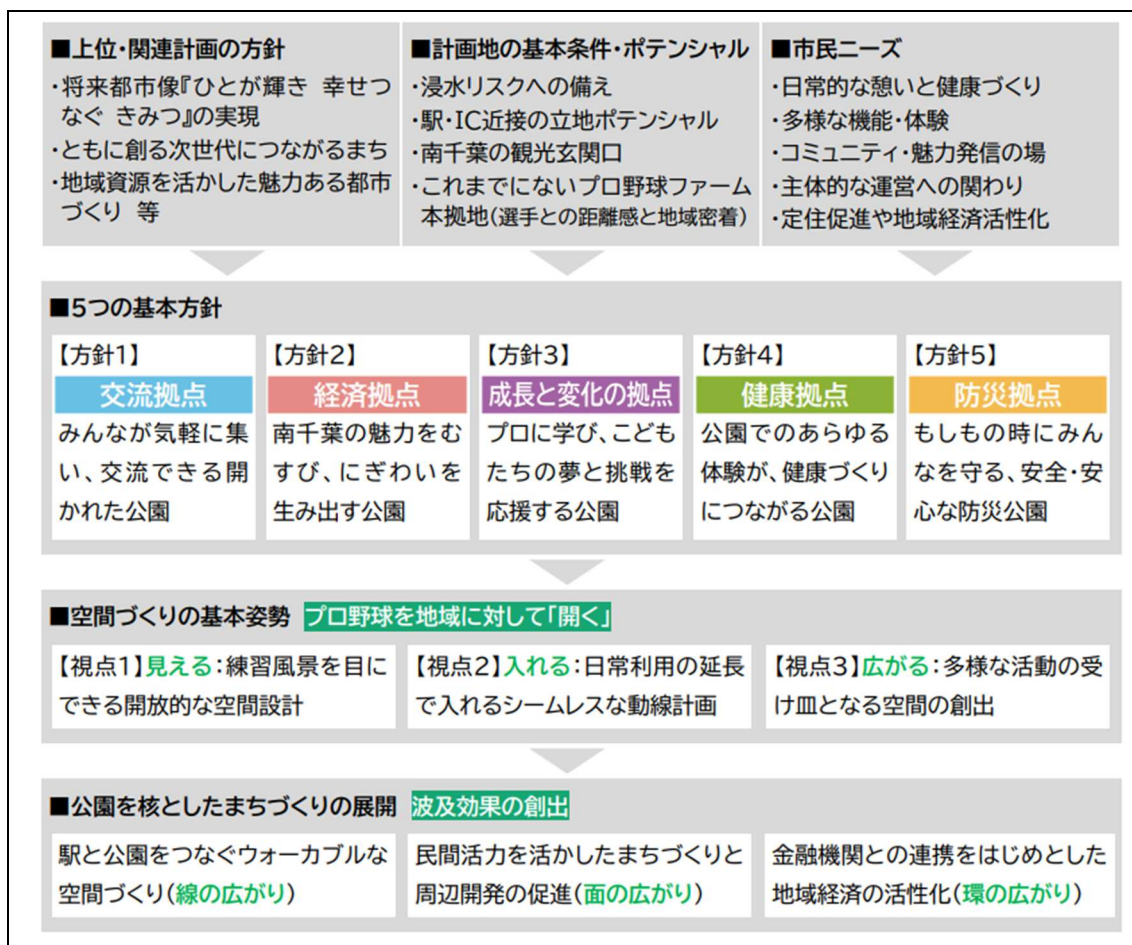 ■上位・関連計画の方針
・将来都市像『ひとが輝き 幸せつ
なぐ きみつ』の実現
・ともに創る次世代につながるまち
・地域資源を活かした魅力ある都市
づくり 等
■計画地の基本条件・ポテンシャル
・浸水リスクへの備え
・駅・IC近接の立地ポテンシャル
・南千葉の観光玄関口
・これまでにないプロ野球ファーム
本拠地(選手との距離感と地域密着)
■市民ニーズ
・日常的な憩いと健康づくり
・多様な機能・体験
・コミュニティ・魅力発信の場
・主体的な運営への関わり
・定住促進や地域経済活性化
■5つの基本方針
【方針1】
交流拠点
みんなが気軽に集
い、交流できる開
かれた公園
【方針2】
経済拠点
南千葉の魅力をむ
すび、にぎわいを
生み出す公園
【方針3】
成長と変化の拠点
プロに学び、こども
たちの夢と挑戦を
応援する公園
【方針4】
健康拠点
公園でのあらゆる
体験が、健康づくり
につながる公園
【方針5】
防災拠点
もしもの時にみん
なを守る、安全・安
心な防災公園
■空間づくりの基本姿勢 プロ野球を地域に対して「開く」
【視点1】見える：練習風景を目に
できる開放的な空間設計
【視点2】入れる：日常利用の延長
で入れるシームレスな動線計画
【視点3】広がる：多様な活動の受
け皿となる空間の創出
■公園を核としたまちづくりの展開 波及効果の創出
駅と公園をつなぐウォーカブルな
空間づくり(線の広がり)
民間活力を活かしたまちづくりと
周辺開発の促進(面の広がり)
金融機関との連携をはじめとした
地域経済の活性化(環の広がり)